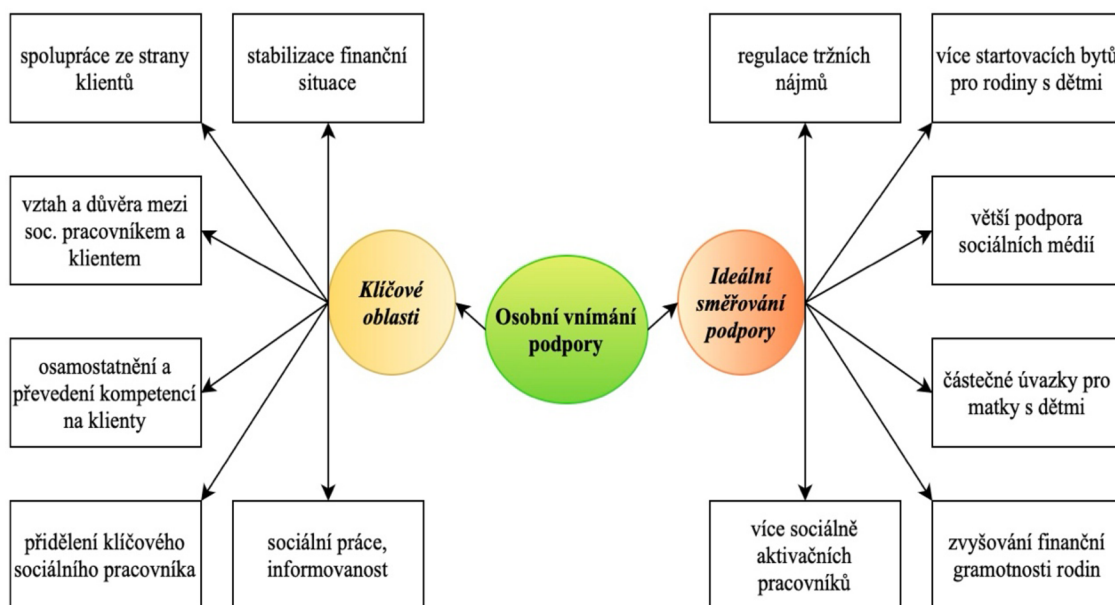 spolupráce ze strany
klientů
stabilizace finanční
situace
regulace tržních
nájmů
více startovacích bytů
pro rodiny s dětmi
vztah a důvěra mezi
soc. pracovníkem a
klientem
větší podpora
sociálních médií
Klíčové
oblasti
Osobní vnímání
podpory
Ideální
směřování
podpory
osamostatnění a
převedení kompetencí
na klienty
částečné úvazky pro
matky s dětmi
přidělení klíčového
sociálního pracovníka
sociální práce,
informovanost
více sociálně
aktivačních
pracovníků
zvyšování finanční
gramotnosti rodin